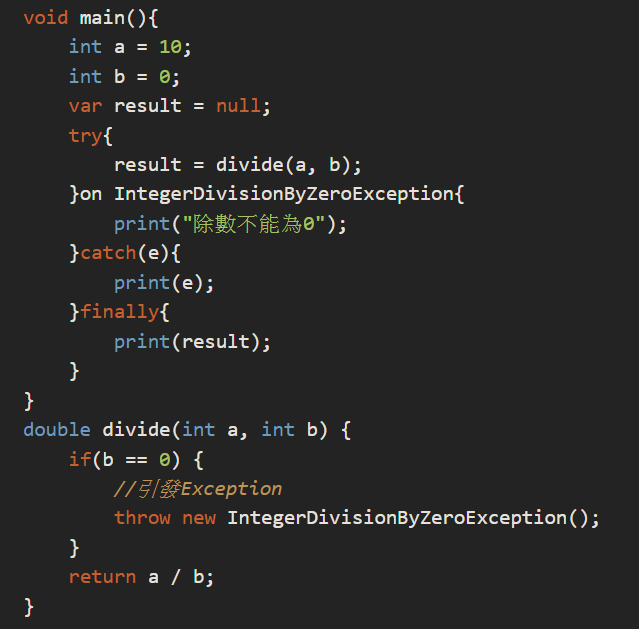 void main(){
    int a = 10;
    int b = 0;
    var result = null;
    try{
        result = divide(a, b);
    }on IntegerDivisionByZeroException{
        print("除數不能為0");
    }catch(e){
        print(e);
    }finally{
        print(result);
    }
}
double divide(int a, int b) {
    if(b == 0) {
        //引發Exception
        throw new IntegerDivisionByZeroException();
    }
    return a / b;
}